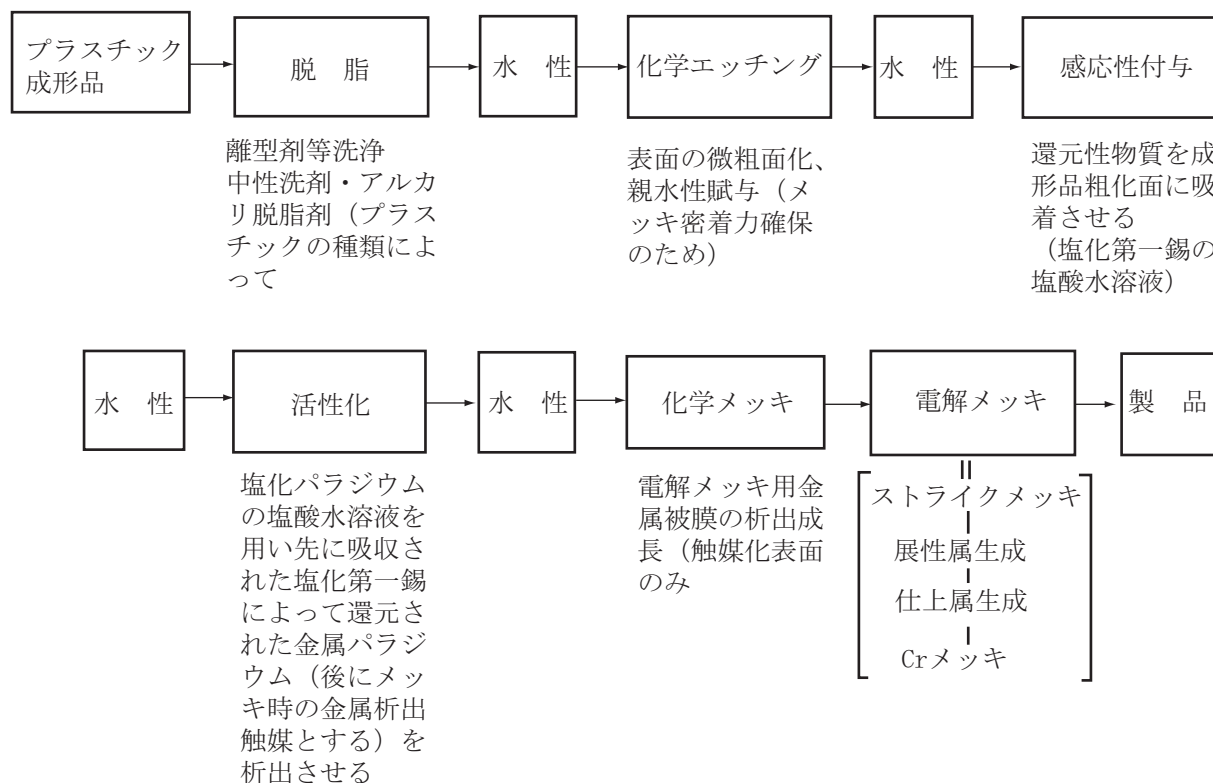 プラスチック
成形品
脱　脂
水　性
化学エッチング
水　性
感応性付与
離型剤等洗浄
中性洗剤・アルカ
リ脱脂剤（プラス
チックの種類によ
って
表面の微粗面化、
親水性賦与（メ
ッキ密着力確保
のため）
還元性物質を成
形品粗化面に吸
着させる
（塩化第一錫の
塩酸水溶液）
水　性
活性化
水　性
化学メッキ
電解メッキ
製　品
塩化パラジウム
の塩酸水溶液を
用い先に吸収さ
れた塩化第一錫
によって還元さ
れた金属パラジ
ウム（後にメッ
キ時の金属析出
触媒とする）を
析出させる
電解メッキ用金
属被膜の析出成
長（触媒化表面
のみ
ストライクメッキ
展性属生成
仕上属生成
Crメッキ